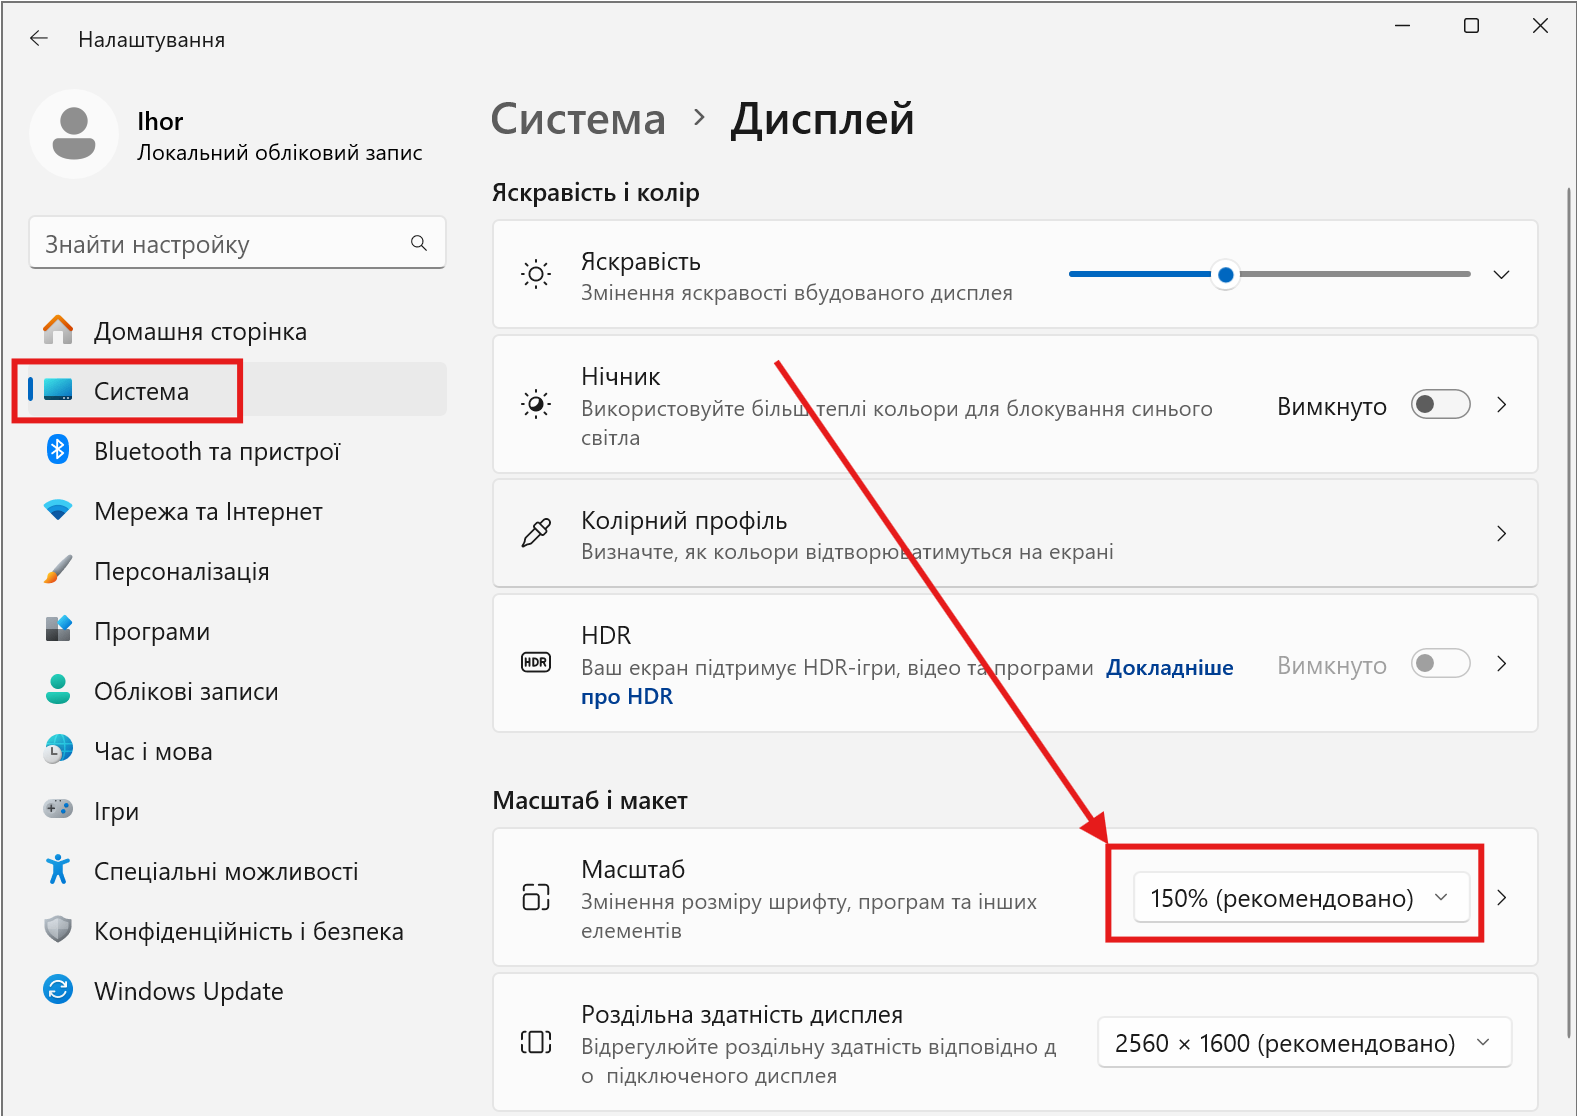 Налаштування
Ihor
Локальний обліковий запис
Знайти настройку
Домашня сторінка
Система
Bluetooth та пристрої
Мережа та Інтернет
Персоналізація
Програми
Облікові записи
Час і мова
Ігри
Спеціальні можливості
Конфіденційність і безпека
Windows Update
Система › Дисплей
Яскравість і колір
Яскравість
Змінення яскравості вбудованого дисплея
Нічник
Використовуйте більш теплі кольори для блокування синього
світла
Вимкнуто
Колірний профіль
Визначте, як кольори відтворюватимуться на екрані
HDR
HDR
Ваш екран підтримує HDR-ігри, відео та програми Докладніше
про HDR
Вимкнуто
Масштаб і макет
Масштаб
Змінення розміру шрифту, програм та інших
елементів
150% (рекомендовано)
Роздільна здатність дисплея
Відрегулюйте роздільну здатність відповідно д
о підключеного дисплея
2560 × 1600 (рекомендовано)